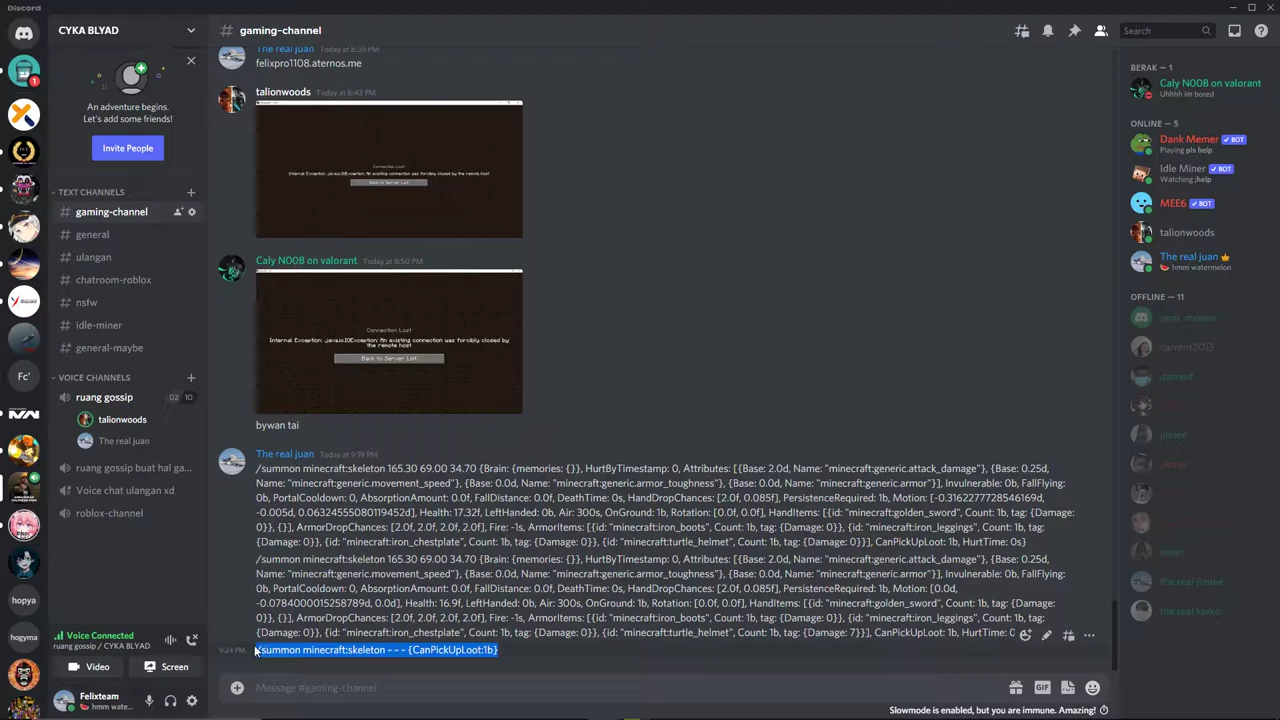 Discord
CYKA BLYAD
# gaming-channel
Search
An adventure begins.
Let's add some friends!
Invite People
TEXT CHANNELS
# gaming-channel
# general
# ulangan
# chatroom-roblox
# nsfw
# idle-miner
# general-maybe
VOICE CHANNELS
ruang gossip 02 10
talionwoods
The real juan
ruang gossip buat hal ga...
Voice chat ulangan xd
roblox-channel
Voice Connected
ruang gossip / CYKA BLYAD
Video
Screen
Felixteam
hmm wate...
1
Fc'
hopya
hogyma
The real juan Today at 8:39 PM
felixpro1108.aternos.me
talionwoods Today at 8:43 PM
Connection Lost
Internal Exception: java.io.IOException: An existing connection was forcibly closed by the remote host
Back to Server List
Caly N00B on valorant Today at 8:50 PM
Connection Lost
Internal Exception: java.io.IOException: An existing connection was forcibly closed by
the remote host
Back to Server List
bywan tai
The real juan Today at 9:19 PM
/summon minecraft:skeleton 165.30 69.00 34.70 {Brain: {memories: {}}, HurtByTimestamp: 0, Attributes: [{Base: 2.0d, Name: "minecraft:generic.attack_damage"}, {Base: 0.25d,
Name: "minecraft:generic.movement_speed"}, {Base: 0.0d, Name: "minecraft:generic.armor_toughness"}, {Base: 0.0d, Name: "minecraft:generic.armor"}], Invulnerable: 0b, FallFlying:
0b, PortalCooldown: 0, AbsorptionAmount: 0.0f, FallDistance: 0.0f, DeathTime: 0s, HandDropChances: [2.0f, 0.085f], PersistenceRequired: 1b, Motion: [-0.3162277728546169d,
-0.005d, 0.0632455508010119452d], Health: 17.32f, LeftHanded: 0b, Air: 300s, OnGround: 1b, Rotation: [0.0f, 0.0f], HandItems: [{id: "minecraft:golden_sword", Count: 1b, tag: {Damage:
0}}, {}], ArmorDropChances: [2.0f, 2.0f, 2.0f, 2.0f], Fire: -1s, ArmorItems: [{id: "minecraft:iron_boots", Count: 1b, tag: {Damage: 0}}, {id: "minecraft:iron_leggings", Count: 1b, tag:
{Damage: 0}}, {id: "minecraft:iron_chestplate", Count: 1b, tag: {Damage: 0}}, {id: "minecraft:turtle_helmet", Count: 1b, tag: {Damage: 0}}], CanPickUpLoot: 1b, HurtTime: 0s}
/summon minecraft:skeleton 165.30 69.00 34.70 {Brain: {memories: {}}, HurtByTimestamp: 0, Attributes: [{Base: 2.0d, Name: "minecraft:generic.attack_damage"}, {Base: 0.25d,
Name: "minecraft:generic.movement_speed"}, {Base: 0.0d, Name: "minecraft:generic.armor_toughness"}, {Base: 0.0d, Name: "minecraft:generic.armor"}], Invulnerable: 0b, FallFlying:
0b, PortalCooldown: 0, AbsorptionAmount: 0.0f, FallDistance: 0.0f, DeathTime: 0s, HandDropChances: [2.0f, 0.085f], PersistenceRequired: 1b, Motion: [0.0d,
-0.0784000015258789d, 0.0d], Health: 16.9f, LeftHanded: 0b, Air: 300s, OnGround: 1b, Rotation: [0.0f, 0.0f], HandItems: [{id: "minecraft:golden_sword", Count: 1b, tag: {Damage:
0}}, {}], ArmorDropChances: [2.0f, 2.0f, 2.0f, 2.0f], Fire: -1s, ArmorItems: [{id: "minecraft:iron_boots", Count: 1b, tag: {Damage: 0}}, {id: "minecraft:iron_leggings", Count: 1b, tag:
{Damage: 0}}, {id: "minecraft:iron_chestplate", Count: 1b, tag: {Damage: 0}}, {id: "minecraft:turtle_helmet", Count: 1b, tag: {Damage: 7}}], CanPickUpLoot: 1b, HurtTime: 0
9:24 PM /summon minecraft:skeleton ~ ~ ~ {CanPickUpLoot:1b}
Message #gaming-channel
GIF
Slowmode is enabled, but you are immune. Amazing!
BERAK — 1
Caly N00B on valorant
Uhhhh im bored
ONLINE — 5
Dank Memer BOT
Playing pls help
Idle Miner BOT
Watching ;help
MEE6 BOT
talionwoods
The real juan
hmm watermelon
OFFLINE — 11
carrent2013
the real jimlee